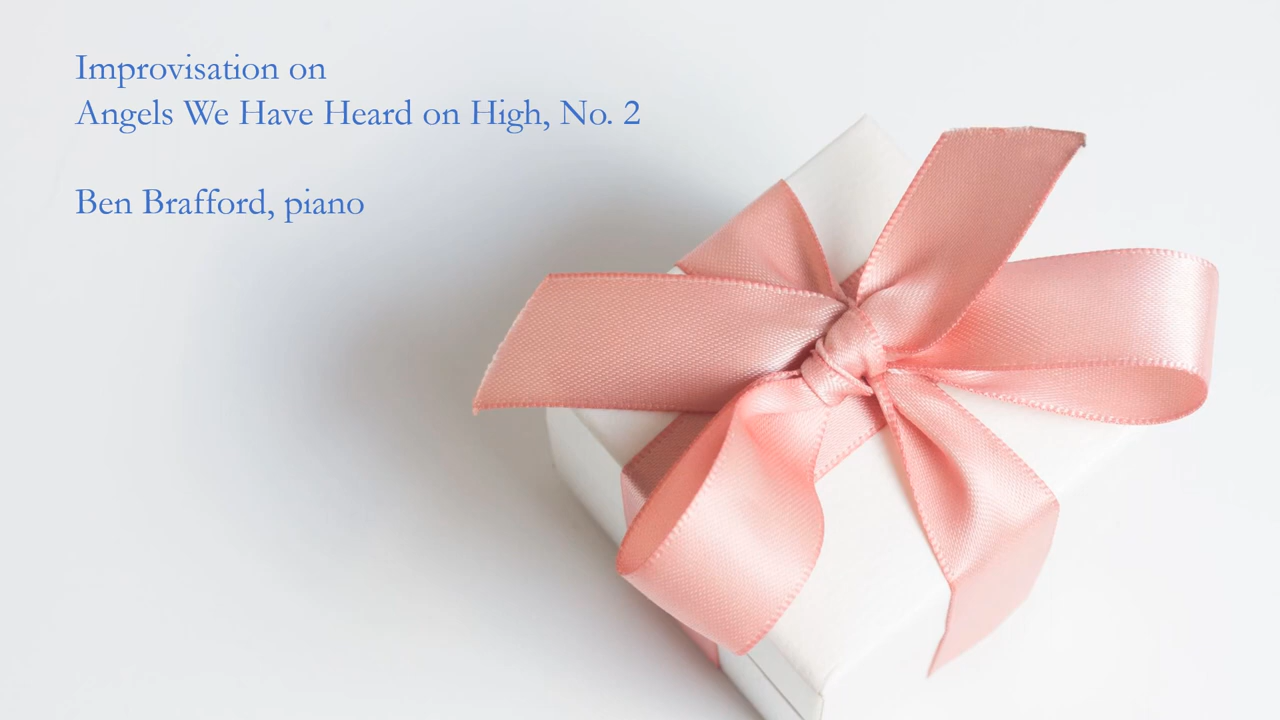 Improvisation on
Angels We Have Heard on High, No. 2
Ben Brafford, piano